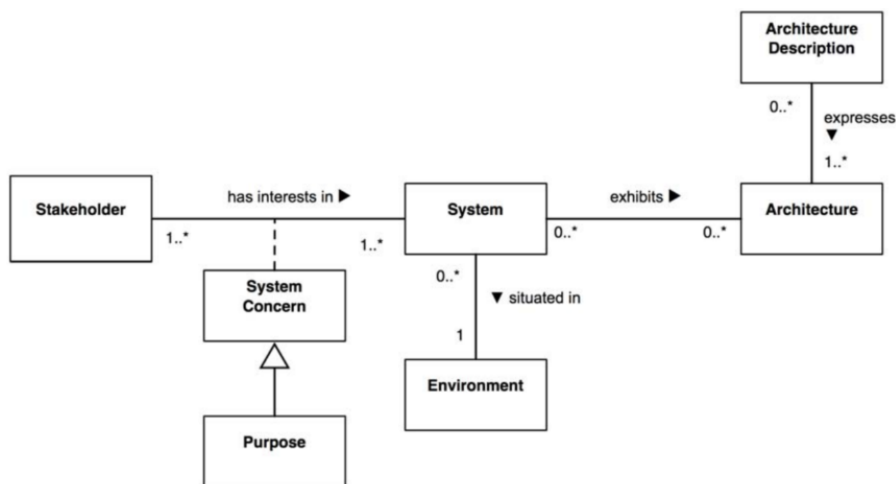 Architecture
Description
0..*
expresses
▼
1..*
Stakeholder
has interests in ▶
System
exhibits ▶
Architecture
1..*
1..*
0..*
0..*
System
Concern
0..*
▼ situated in
1
Environment
Purpose